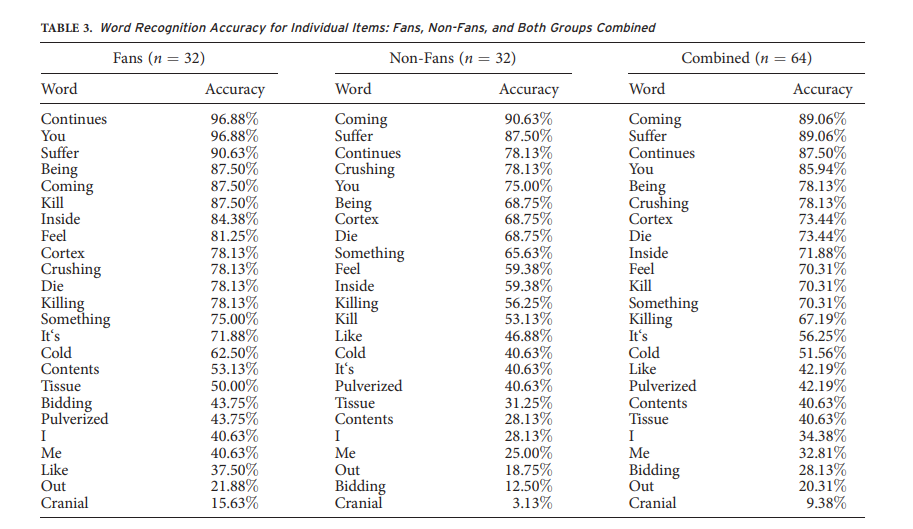 TABLE 3. Word Recognition Accuracy for Individual Items: Fans, Non-Fans, and Both Groups Combined
Fans (n = 32) Non-Fans (n = 32) Combined (n = 64)
Word Accuracy Word Accuracy Word Accuracy
Continues 96.88% Coming 90.63% Coming 89.06%
You 96.88% Suffer 87.50% Suffer 89.06%
Suffer 90.63% Continues 78.13% Continues 87.50%
Being 87.50% Crushing 78.13% You 85.94%
Coming 87.50% You 75.00% Being 78.13%
Kill 87.50% Being 68.75% Crushing 78.13%
Inside 84.38% Cortex 68.75% Cortex 73.44%
Feel 81.25% Die 68.75% Die 73.44%
Cortex 78.13% Something 65.63% Inside 71.88%
Crushing 78.13% Feel 59.38% Feel 70.31%
Die 78.13% Inside 59.38% Kill 70.31%
Killing 78.13% Killing 56.25% Something 70.31%
Something 75.00% Kill 53.13% Killing 67.19%
It‘s 71.88% Like 46.88% It‘s 56.25%
Cold 62.50% Cold 40.63% Cold 51.56%
Contents 53.13% It‘s 40.63% Like 42.19%
Tissue 50.00% Pulverized 40.63% Pulverized 42.19%
Bidding 43.75% Tissue 31.25% Contents 40.63%
Pulverized 43.75% Contents 28.13% Tissue 40.63%
I 40.63% I 28.13% I 34.38%
Me 40.63% Me 25.00% Me 32.81%
Like 37.50% Out 18.75% Bidding 28.13%
Out 21.88% Bidding 12.50% Out 20.31%
Cranial 15.63% Cranial 3.13% Cranial 9.38%